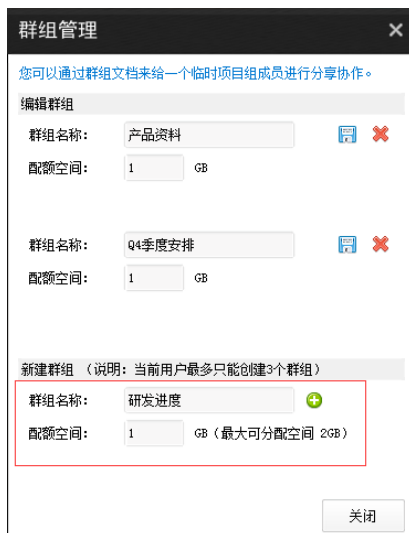 群组管理
您可以通过群组文档来给一个临时项目组成员进行分享协作。
编辑群组
群组名称： 产品资料
配额空间： 1 GB
群组名称： Q4季度安排
配额空间： 1 GB
新建群组 （说明：当前用户最多只能创建3个群组）
群组名称： 研发进度
配额空间： 1 GB（最大可分配空间 2GB）
关闭